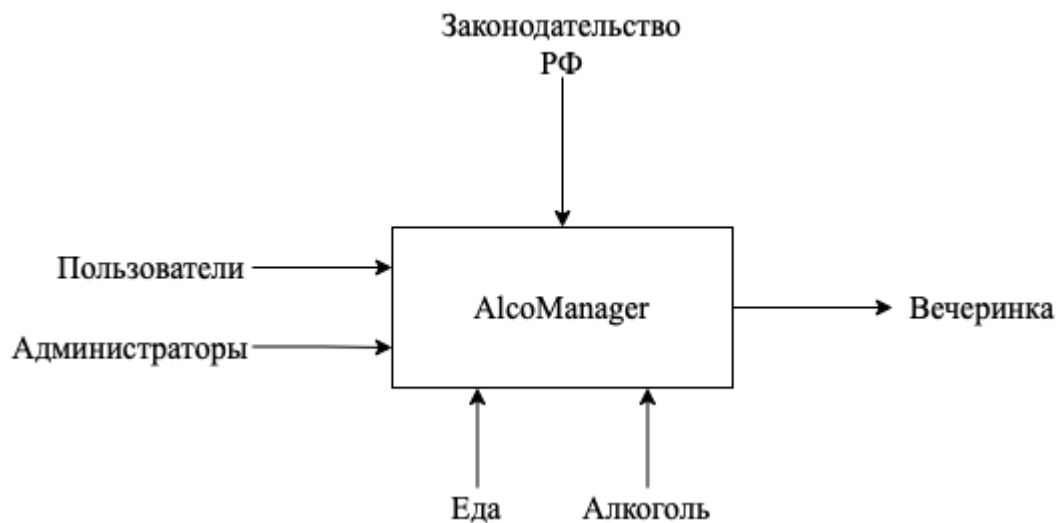 Законодательство
РФ
Пользователи
AlcoManager
Вечеринка
Администраторы
Еда
Алкоголь